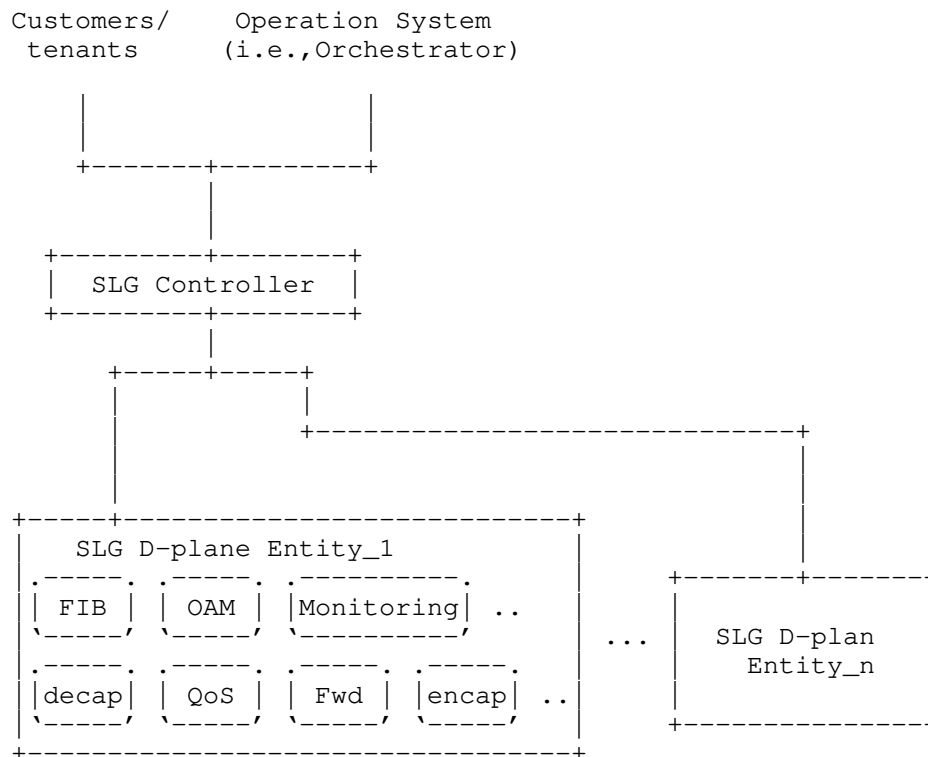 Customers/ Operation System
tenants (i.e.,Orchestrator)
SLG Controller
SLG D-plane Entity_1
FIB OAM Monitoring ..
... SLG D-plan
Entity_n
decap QoS Fwd encap ..